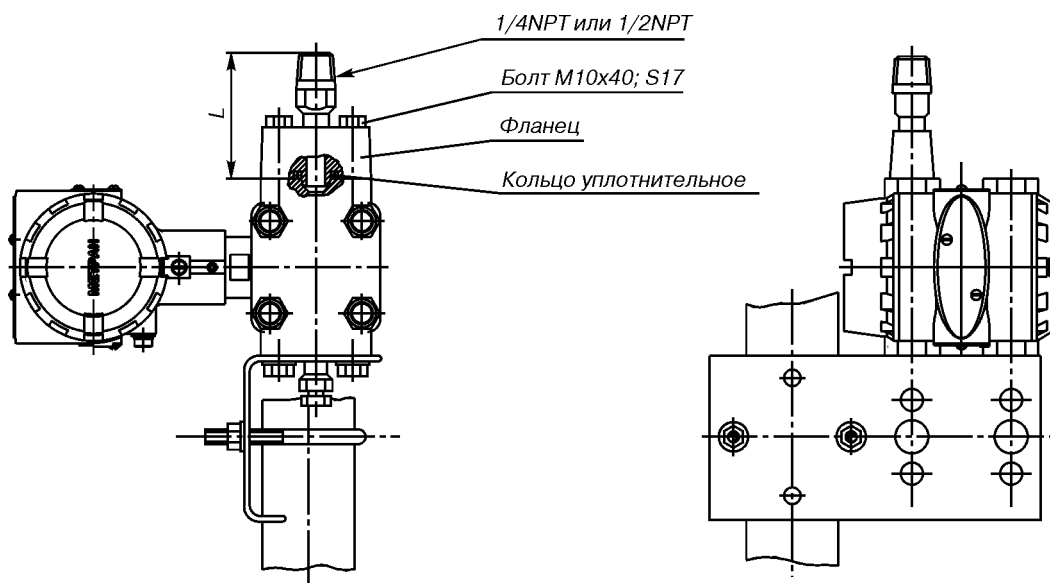 1/4NPT или 1/2NPT
Болт М10х40; S17
Фланец
Кольцо уплотнительное
L
МЕТРАН